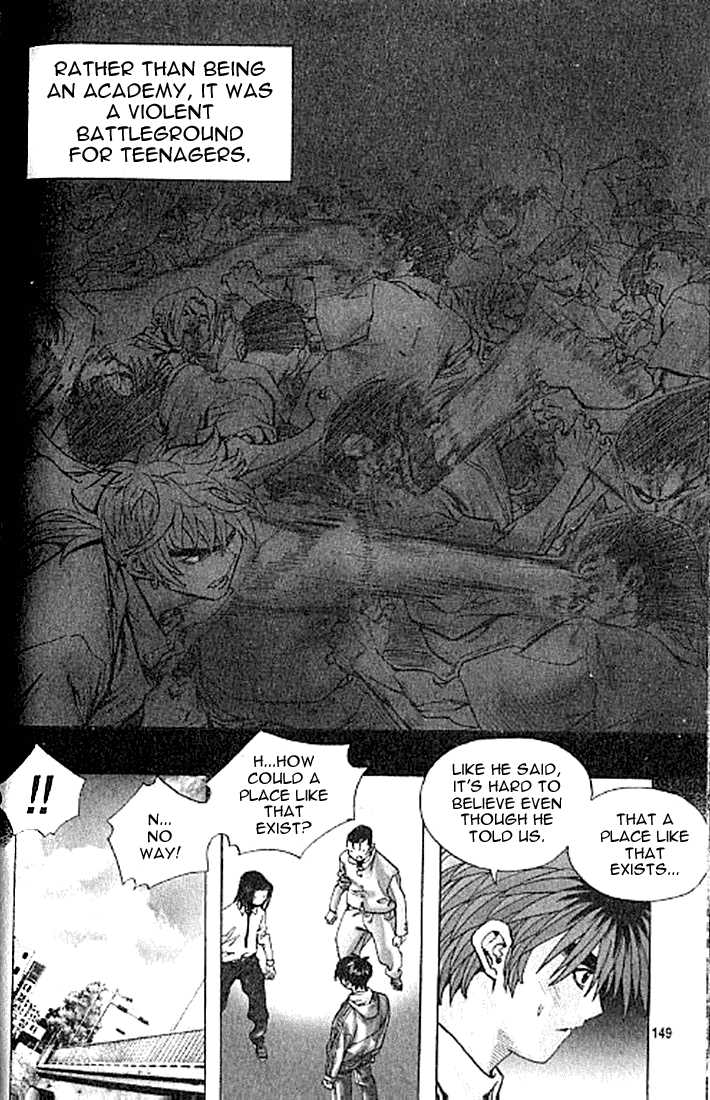 RATHER THAN BEING
AN ACADEMY, IT WAS
A VIOLENT
BATTLEGROUND
FOR TEENAGERS.
THAT A
PLACE LIKE
THAT
EXISTS...
LIKE HE SAID,
IT'S HARD TO
BELIEVE EVEN
THOUGH HE
TOLD US.
H...HOW
COULD A
PLACE LIKE
THAT
EXIST?
N...
NO
WAY!
!!
149